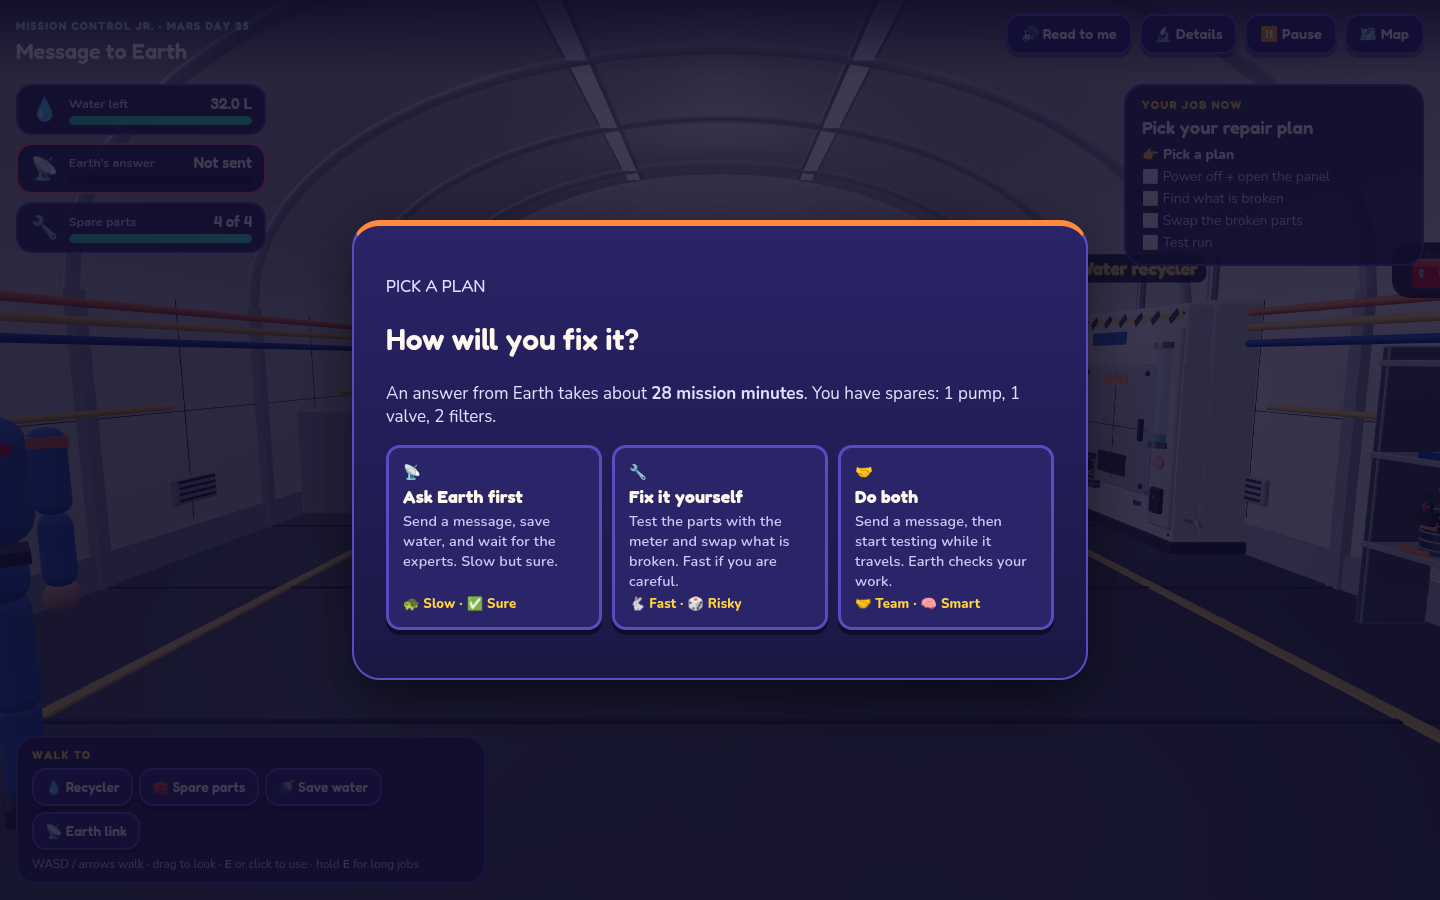 MISSION CONTROL JR. · MARS DAY 35
Message to Earth
🔊 Read to me
🔬 Details
⏸️ Pause
🗺️ Map
💧 Water left 32.0 L
📡 Earth's answer Not sent
🔧 Spare parts 4 of 4
YOUR JOB NOW
Pick your repair plan
👉 Pick a plan
⬜ Power off + open the panel
⬜ Find what is broken
⬜ Swap the broken parts
⬜ Test run
Water recycler
PICK A PLAN
How will you fix it?
An answer from Earth takes about 28 mission minutes. You have spares: 1 pump, 1
valve, 2 filters.
📡
Ask Earth first
Send a message, save
water, and wait for the
experts. Slow but sure.
🐢 Slow · ✅ Sure
🔧
Fix it yourself
Test the parts with the
meter and swap what is
broken. Fast if you are
careful.
🐇 Fast · 🎲 Risky
🤝
Do both
Send a message, then
start testing while it
travels. Earth checks your
work.
🤝 Team · 🧠 Smart
WALK TO
💧 Recycler
🧰 Spare parts
🚿 Save water
📡 Earth link
WASD / arrows walk · drag to look · E or click to use · hold E for long jobs